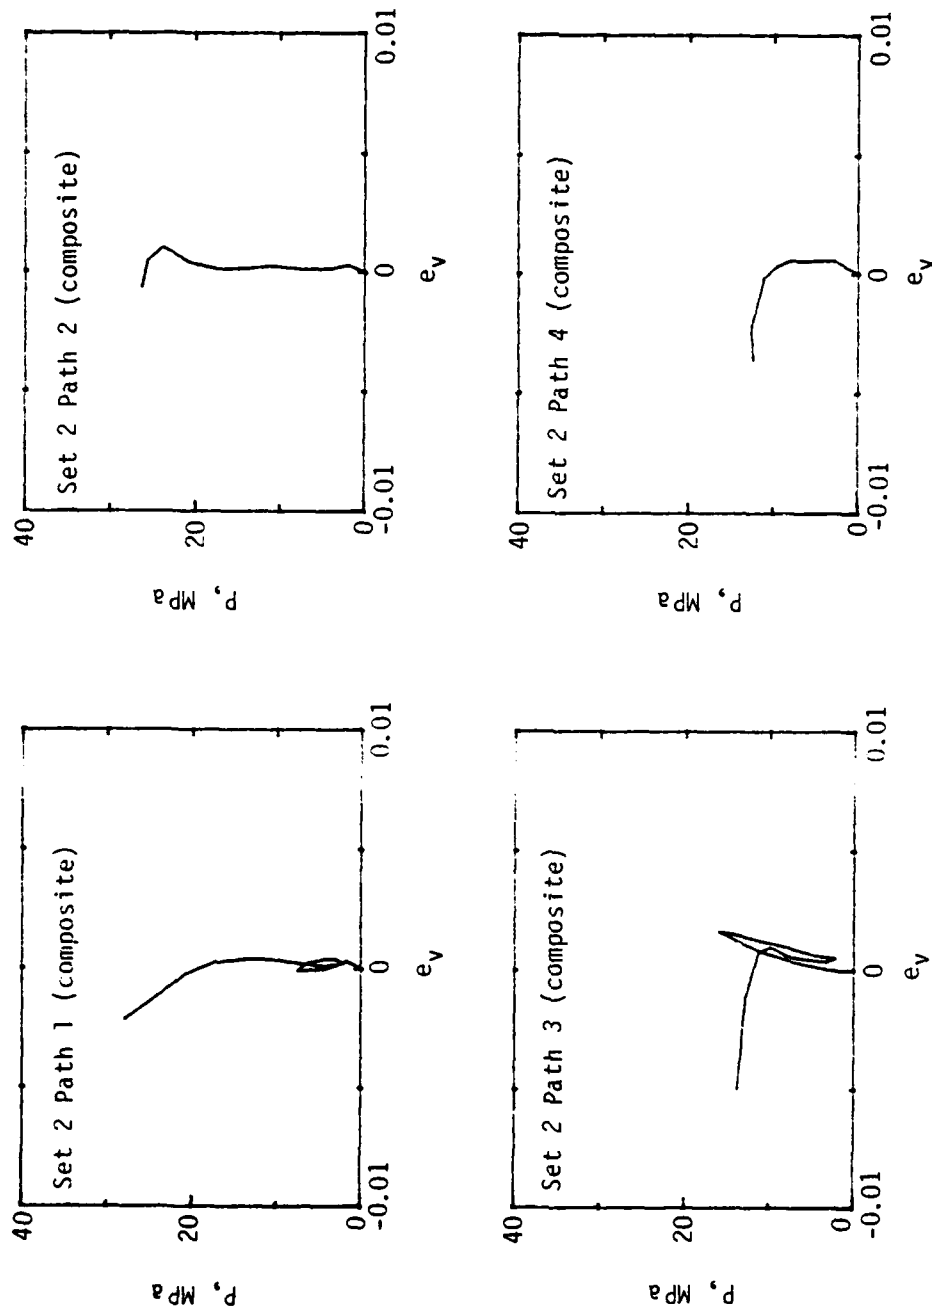 Set 2 Path 1 (composite)
40
20
0
P, MPa
-0.01
0
0.01
e_v
Set 2 Path 2 (composite)
40
20
0
P, MPa
-0.01
0
0.01
e_v
Set 2 Path 3 (composite)
40
20
0
P, MPa
-0.01
0
0.01
e_v
Set 2 Path 4 (composite)
40
20
0
P, MPa
-0.01
0
0.01
e_v